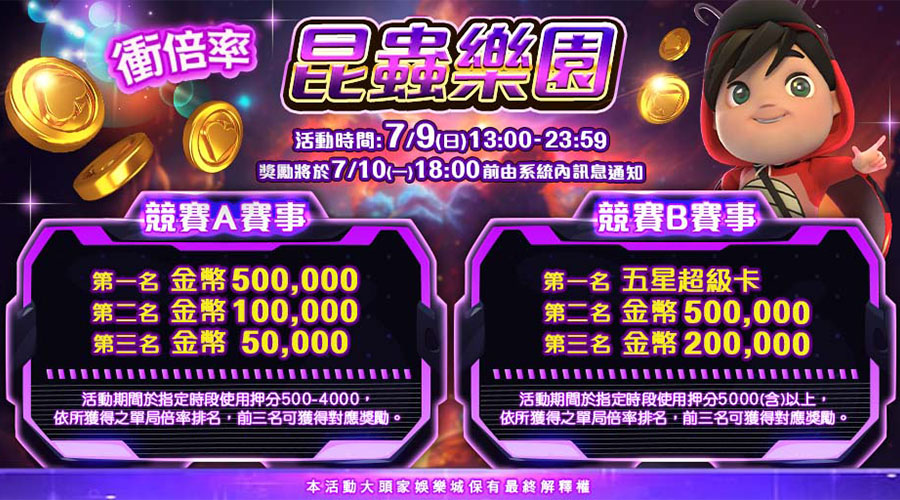 衝倍率
昆蟲樂園
活動時間:7/9(日)13:00-23:59
獎勵將於7/10(一)18:00前由系統內訊息通知
競賽A賽事
第一名 金幣500,000
第二名 金幣100,000
第三名 金幣 50,000
活動期間於指定時段使用押分500-4000，
依所獲得之單局倍率排名，前三名可獲得對應獎勵。
競賽B賽事
第一名 五星超級卡
第二名 金幣500,000
第三名 金幣200,000
活動期間於指定時段使用押分5000(含)以上，
依所獲得之單局倍率排名，前三名可獲得對應獎勵。
本活動大頭家娛樂城保有最終解釋權